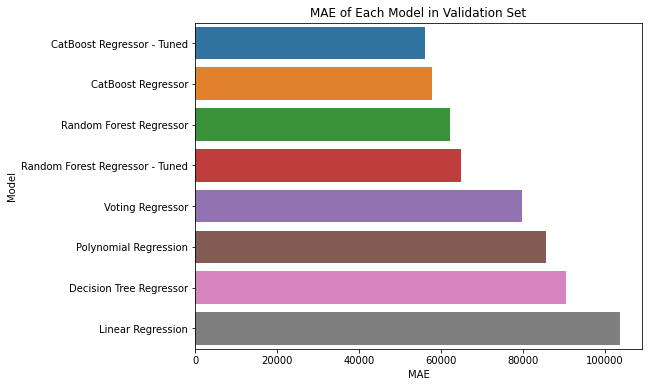 MAE of Each Model in Validation Set
CatBoost Regressor - Tuned
CatBoost Regressor
Random Forest Regressor
Random Forest Regressor - Tuned
Voting Regressor
Polynomial Regression
Decision Tree Regressor
Linear Regression
Model
0 20000 40000 60000 80000 100000
MAE